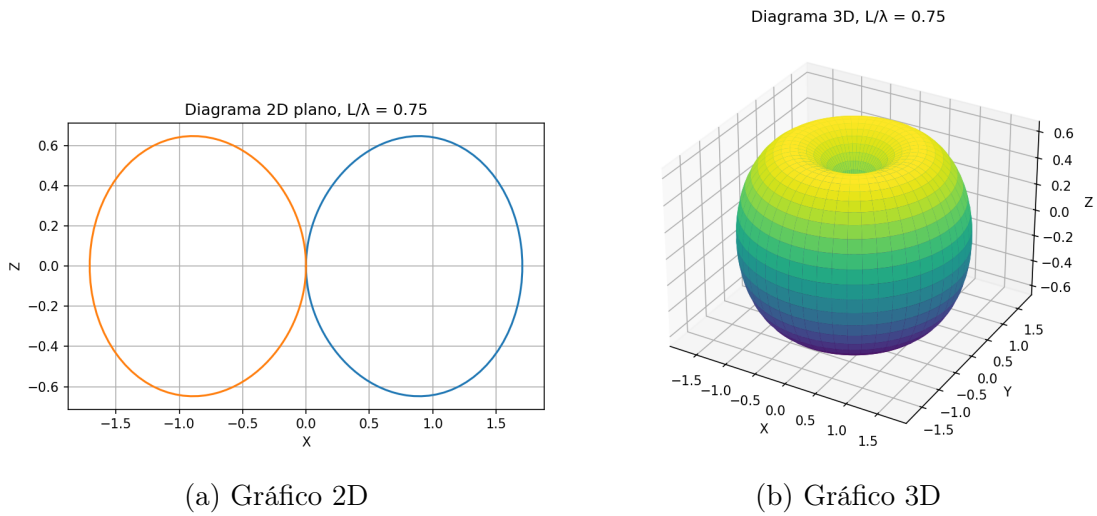 Diagrama 2D plano, L/λ = 0.75
0.6
0.4
0.2
0.0
−0.2
−0.4
−0.6
Z
−1.5 −1.0 −0.5 0.0 0.5 1.0 1.5
X
(a) Gráfico 2D
Diagrama 3D, L/λ = 0.75
0.6
0.4
0.2
0.0
−0.2
−0.4
−0.6
Z
−1.5 −1.0 −0.5 0.0 0.5 1.0 1.5
X
1.5
1.0
0.5
0.0
−0.5
−1.0
−1.5
Y
(b) Gráfico 3D